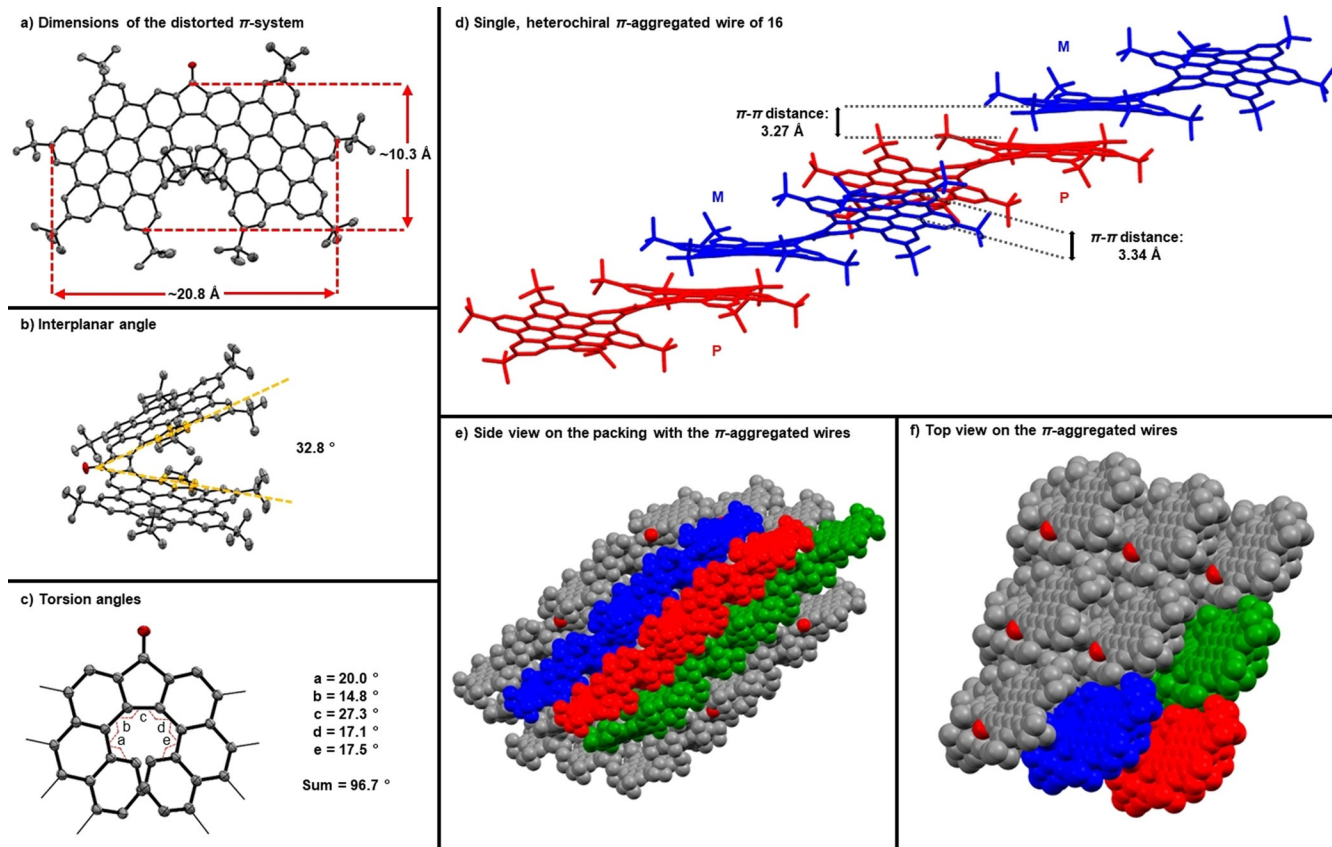 a) Dimensions of the distorted π-system
~10.3 Å
~20.8 Å
b) Interplanar angle
32.8 °
c) Torsion angles
a = 20.0 °
b = 14.8 °
c = 27.3 °
d = 17.1 °
e = 17.5 °
Sum = 96.7 °
c
b d
a e
d) Single, heterochiral π-aggregated wire of 16
M
π-π distance:
3.27 Å
M
P
π-π distance:
3.34 Å
P
e) Side view on the packing with the π-aggregated wires
f) Top view on the π-aggregated wires